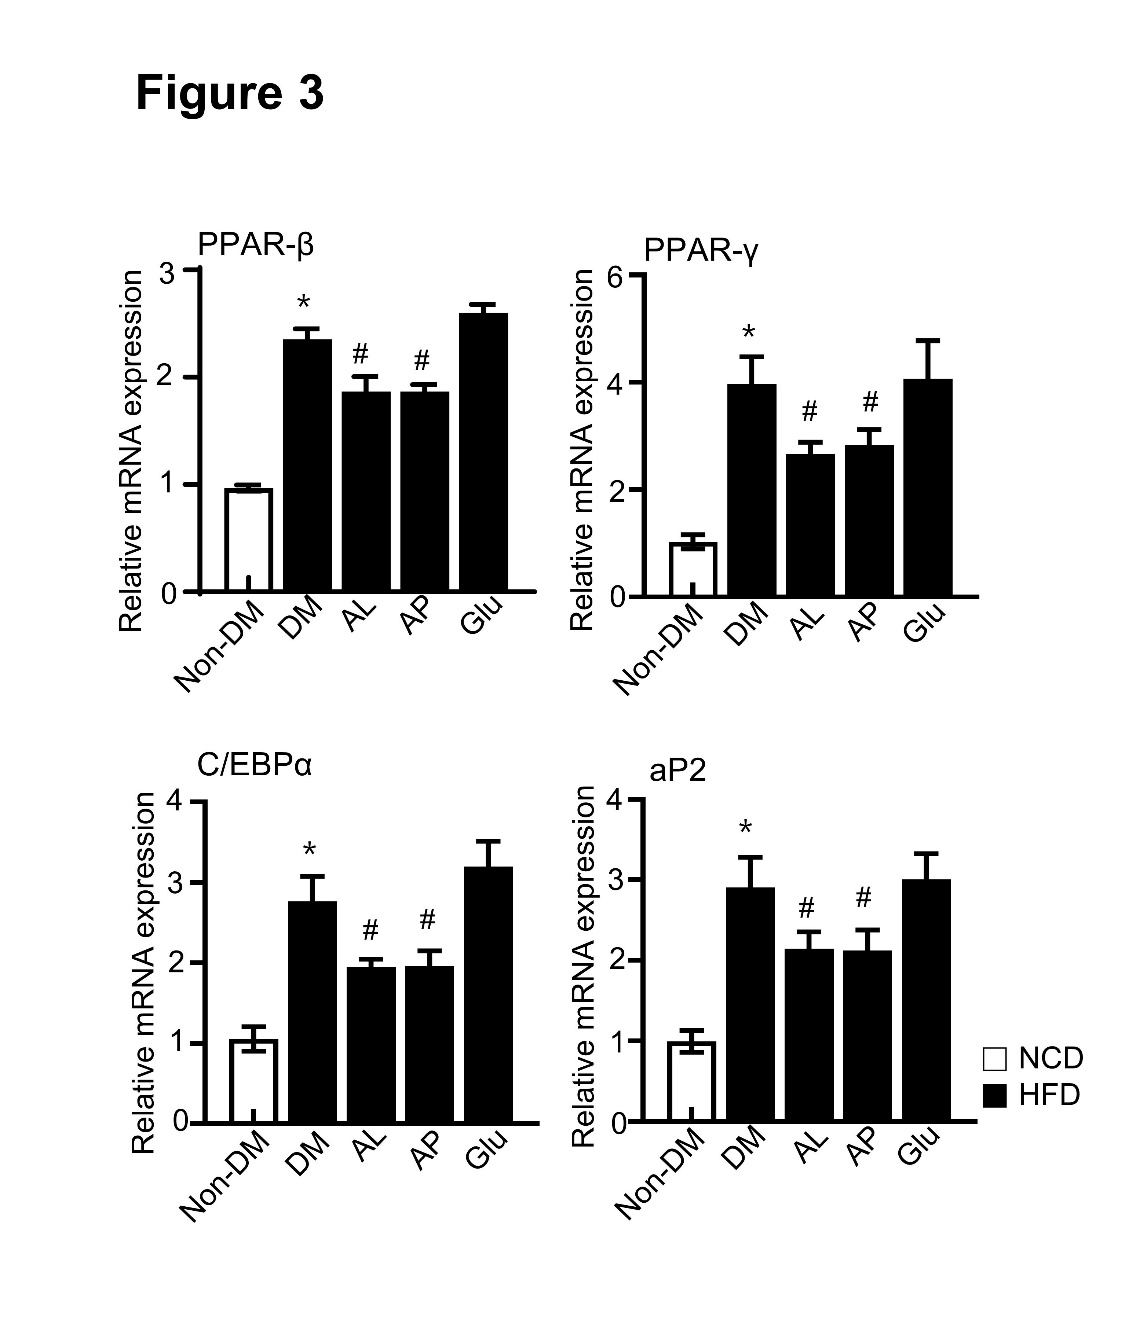 Figure 3
PPAR-β
Relative mRNA expression
3
2
1
0
*
#
#
Non-DM
DM
AL
AP
Glu
PPAR-γ
Relative mRNA expression
6
4
2
0
*
#
#
Non-DM
DM
AL
AP
Glu
C/EBPα
Relative mRNA expression
4
3
2
1
0
*
#
#
Non-DM
DM
AL
AP
Glu
aP2
Relative mRNA expression
4
3
2
1
0
*
#
#
Non-DM
DM
AL
AP
Glu
NCD
HFD